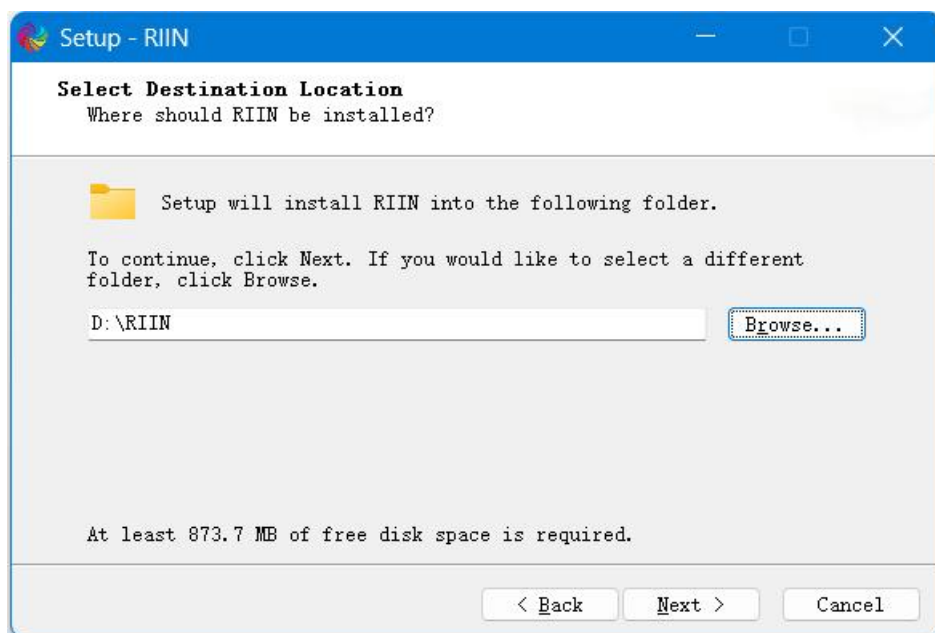 Setup - RIIN
Select Destination Location
Where should RIIN be installed?
Setup will install RIIN into the following folder.
To continue, click Next. If you would like to select a different
folder, click Browse.
D:\RIIN
Browse...
At least 873.7 MB of free disk space is required.
< Back
Next >
Cancel